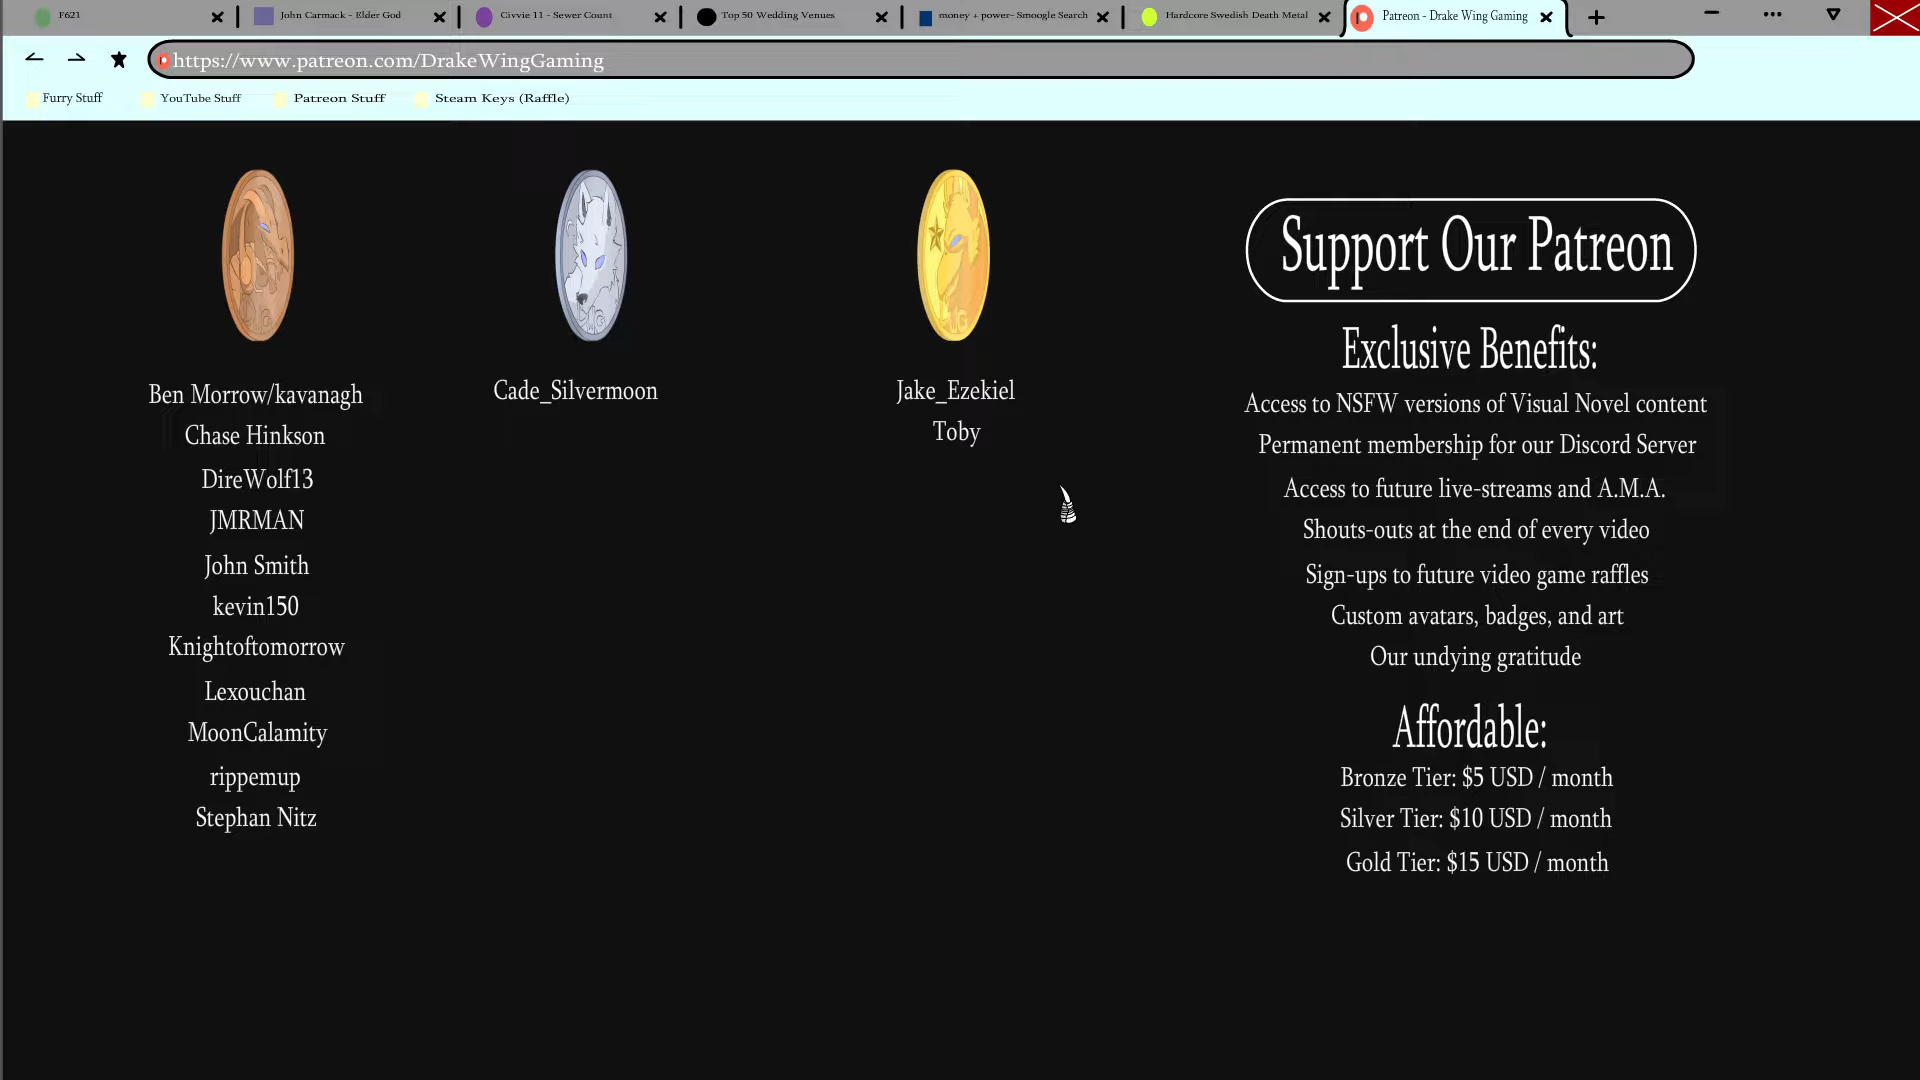 F621
John Carmack - Elder God
Civvie 11 - Sewer Count
Top 50 Wedding Venues
money + power- Smoogle Search
Hardcore Swedish Death Metal
Patreon - Drake Wing Gaming
https://www.patreon.com/DrakeWingGaming
Furry Stuff
YouTube Stuff
Patreon Stuff
Steam Keys (Raffle)
Ben Morrow/kavanagh
Chase Hinkson
DireWolf13
JMRMAN
John Smith
kevin150
Knightoftomorrow
Lexouchan
MoonCalamity
rippemup
Stephan Nitz
Cade_Silvermoon
Jake_Ezekiel
Toby
Support Our Patreon
Exclusive Benefits:
Access to NSFW versions of Visual Novel content
Permanent membership for our Discord Server
Access to future live-streams and A.M.A.
Shouts-outs at the end of every video
Sign-ups to future video game raffles
Custom avatars, badges, and art
Our undying gratitude
Affordable:
Bronze Tier: $5 USD / month
Silver Tier: $10 USD / month
Gold Tier: $15 USD / month